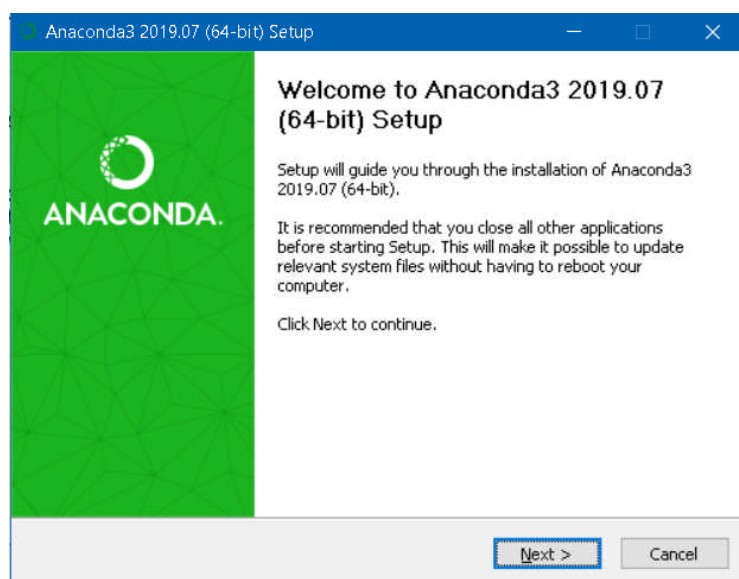 Anaconda3 2019.07 (64-bit) Setup
ANACONDA.
Welcome to Anaconda3 2019.07
(64-bit) Setup
Setup will guide you through the installation of Anaconda3
2019.07 (64-bit).
It is recommended that you close all other applications
before starting Setup. This will make it possible to update
relevant system files without having to reboot your
computer.
Click Next to continue.
Next >
Cancel